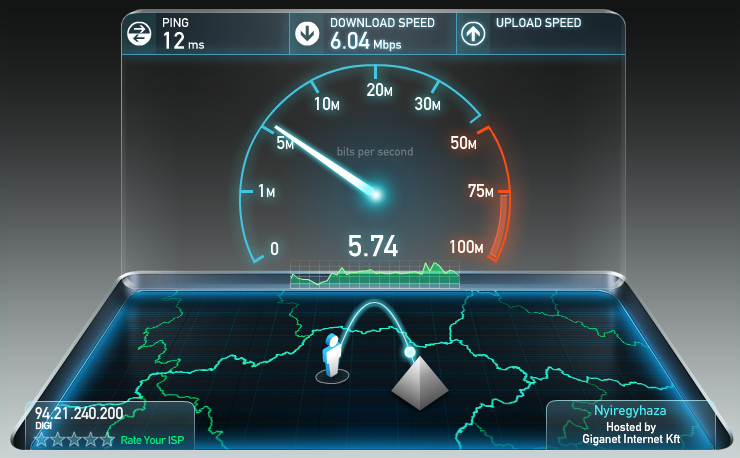 PING
12 ms
DOWNLOAD SPEED
6.04 Mbps
UPLOAD SPEED
20M
10M
30M
5M
50M
bits per second
1M
75M
0
5.74
100M
94.21.240.200
DIGI
Rate Your ISP
Nyiregyhaza
Hosted by
Giganet Internet Kft